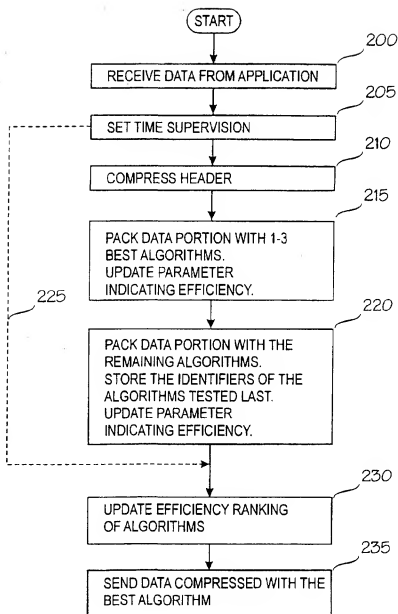 START
200
RECEIVE DATA FROM APPLICATION
205
SET TIME SUPERVISION
210
COMPRESS HEADER
215
PACK DATA PORTION WITH 1-3
BEST ALGORITHMS.
UPDATE PARAMETER
INDICATING EFFICIENCY.
225
220
PACK DATA PORTION WITH THE
REMAINING ALGORITHMS.
STORE THE IDENTIFIERS OF THE
ALGORITHMS TESTED LAST.
UPDATE PARAMETER
INDICATING EFFICIENCY.
230
UPDATE EFFICIENCY RANKING
OF ALGORITHMS
235
SEND DATA COMPRESSED WITH THE
BEST ALGORITHM